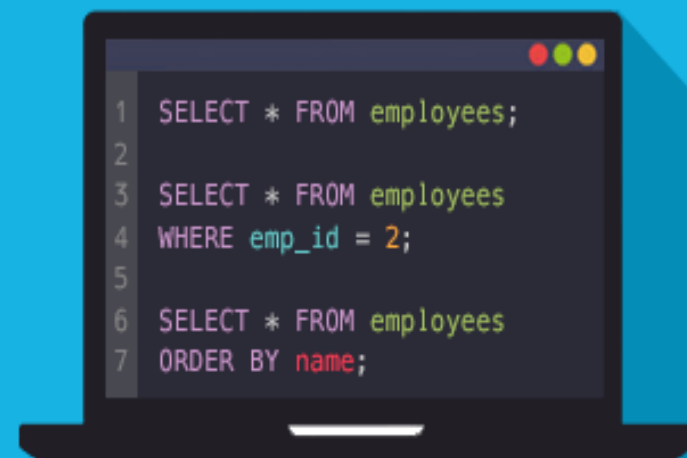 1 SELECT * FROM employees;
2
3 SELECT * FROM employees
4 WHERE emp_id = 2;
5
6 SELECT * FROM employees
7 ORDER BY name;